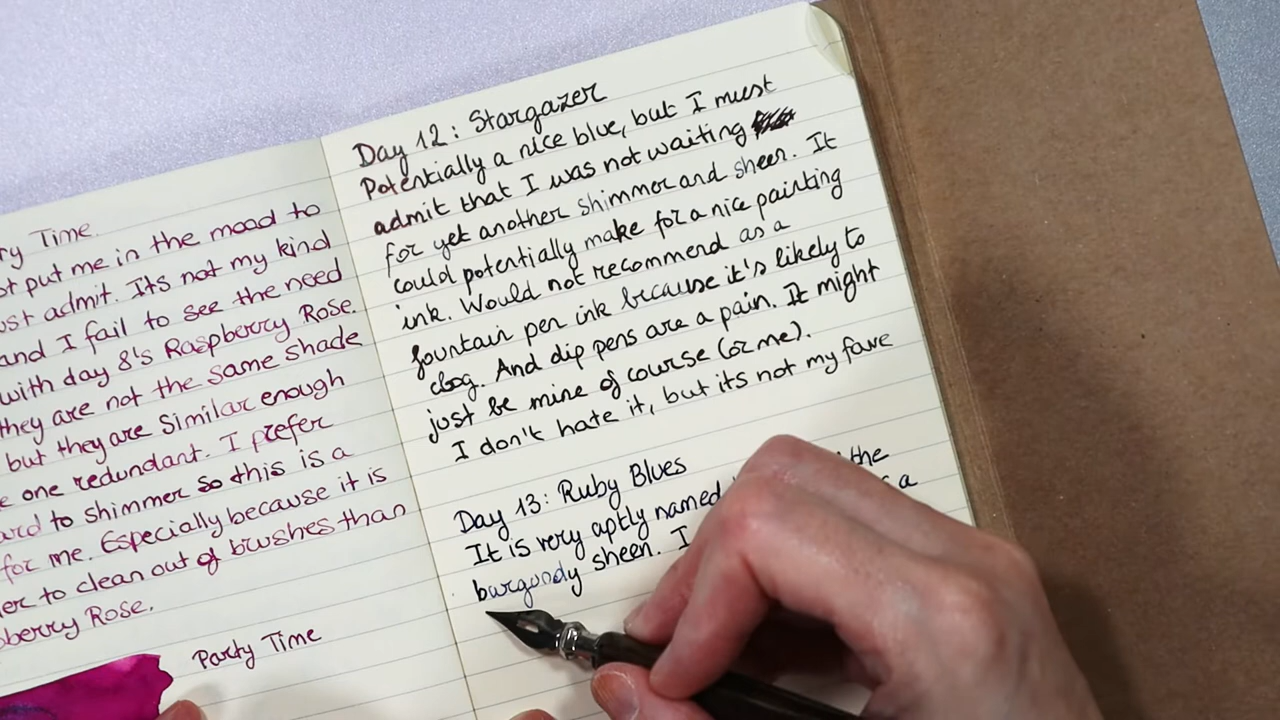 ry Time.
put me in the mood to
ust admit. Its not my kind
and I fail to see the need
with day 8's Raspberry Rose.
they are not the same shade
but they are similar enough
one redundant. I prefer
to shimmer so this is a
for me. Especially because it is
to clean out of brushes than
berry Rose.
Party Time
Day 12: Stargazer
Potentially a nice blue, but I must
admit that I was not waiting
for yet another shimmer and sheen. It
could potentially make for a nice painting
ink. Would not recommend as a
fountain pen ink because it's likely to
clog. And dip pens are a pain. It might
just be mine of course (or me).
I don't hate it, but its not my fave
Day 13: Ruby Blues
It is very aptly named the
burgundy sheen. I a